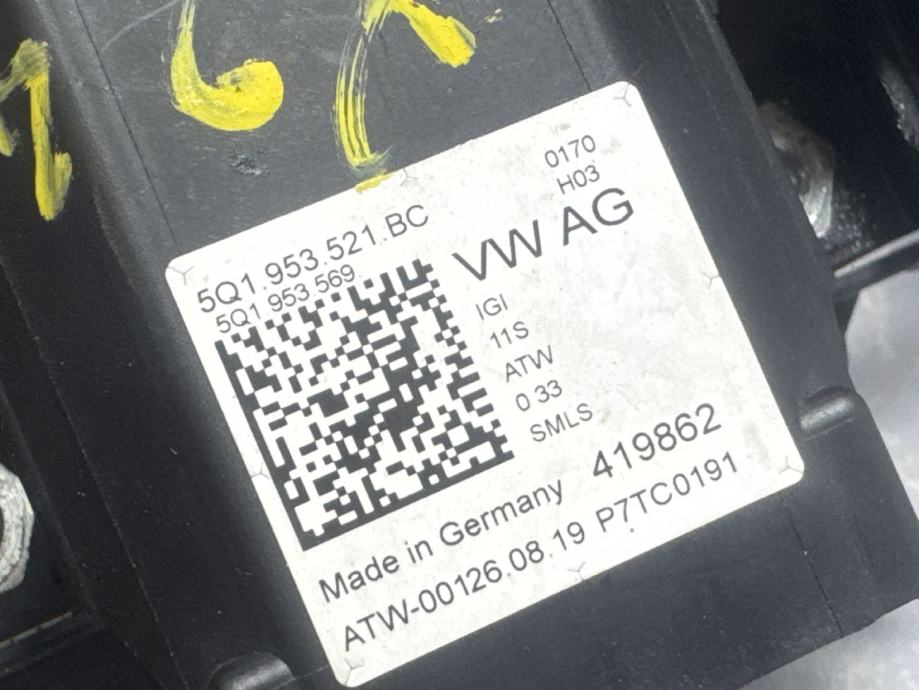 0170
H03
5Q1.953.521.BC
5Q1.953 569
VW AG
IGI
11S
ATW
0 33
SMLS
Made in Germany 419862
ATW-00126.08.19 P7TC0191